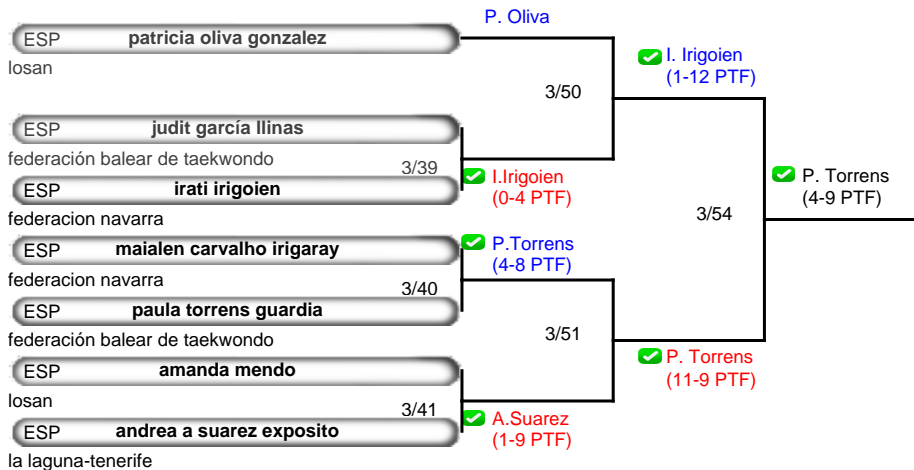 P. Oliva
ESP patricia oliva gonzalez
losan
I. Irigoien
(1-12 PTF)
3/50
ESP judit garcía llinas
federación balear de taekwondo
3/39
ESP irati irigoien
federacion navarra
I.Irigoien
(0-4 PTF)
P. Torrens
(4-9 PTF)
3/54
ESP maialen carvalho irigaray
federacion navarra
P.Torrens
(4-8 PTF)
3/40
ESP paula torrens guardia
federación balear de taekwondo
3/51
P. Torrens
(11-9 PTF)
ESP amanda mendo
losan
3/41
ESP andrea a suarez exposito
la laguna-tenerife
A.Suarez
(1-9 PTF)